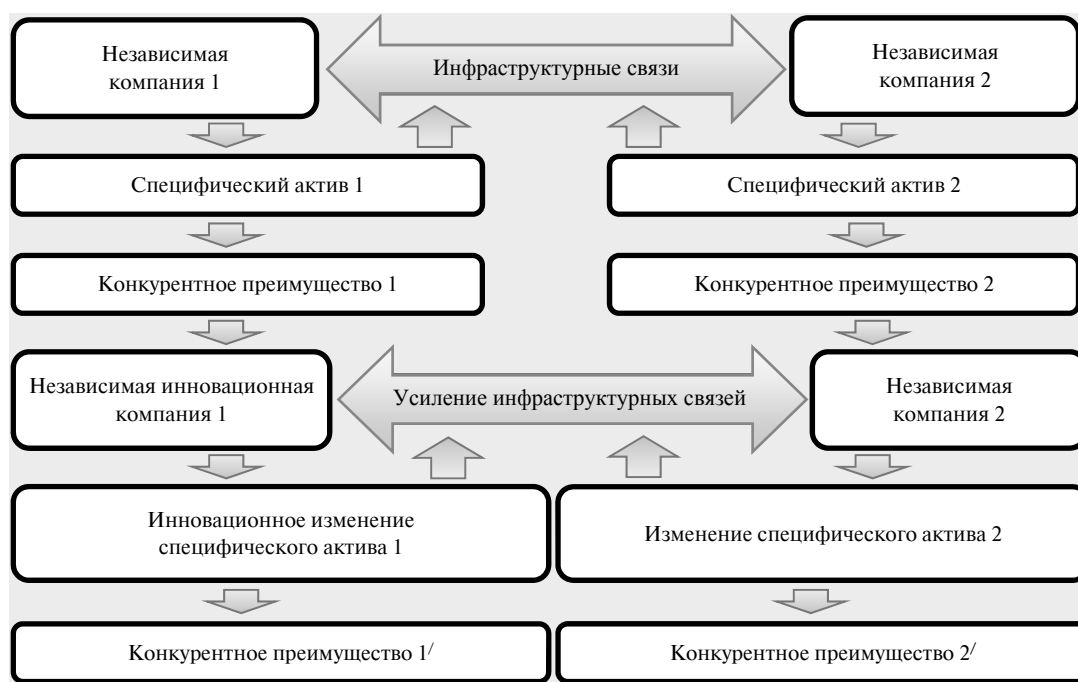 Независимая
компания 1
Инфраструктурные связи
Независимая
компания 2
Специфический актив 1
Специфический актив 2
Конкурентное преимущество 1
Конкурентное преимущество 2
Независимая инновационная
компания 1
Усиление инфраструктурных связей
Независимая
компания 2
Инновационное изменение
специфического актива 1
Изменение специфического актива 2
Конкурентное преимущество 1/
Конкурентное преимущество 2/